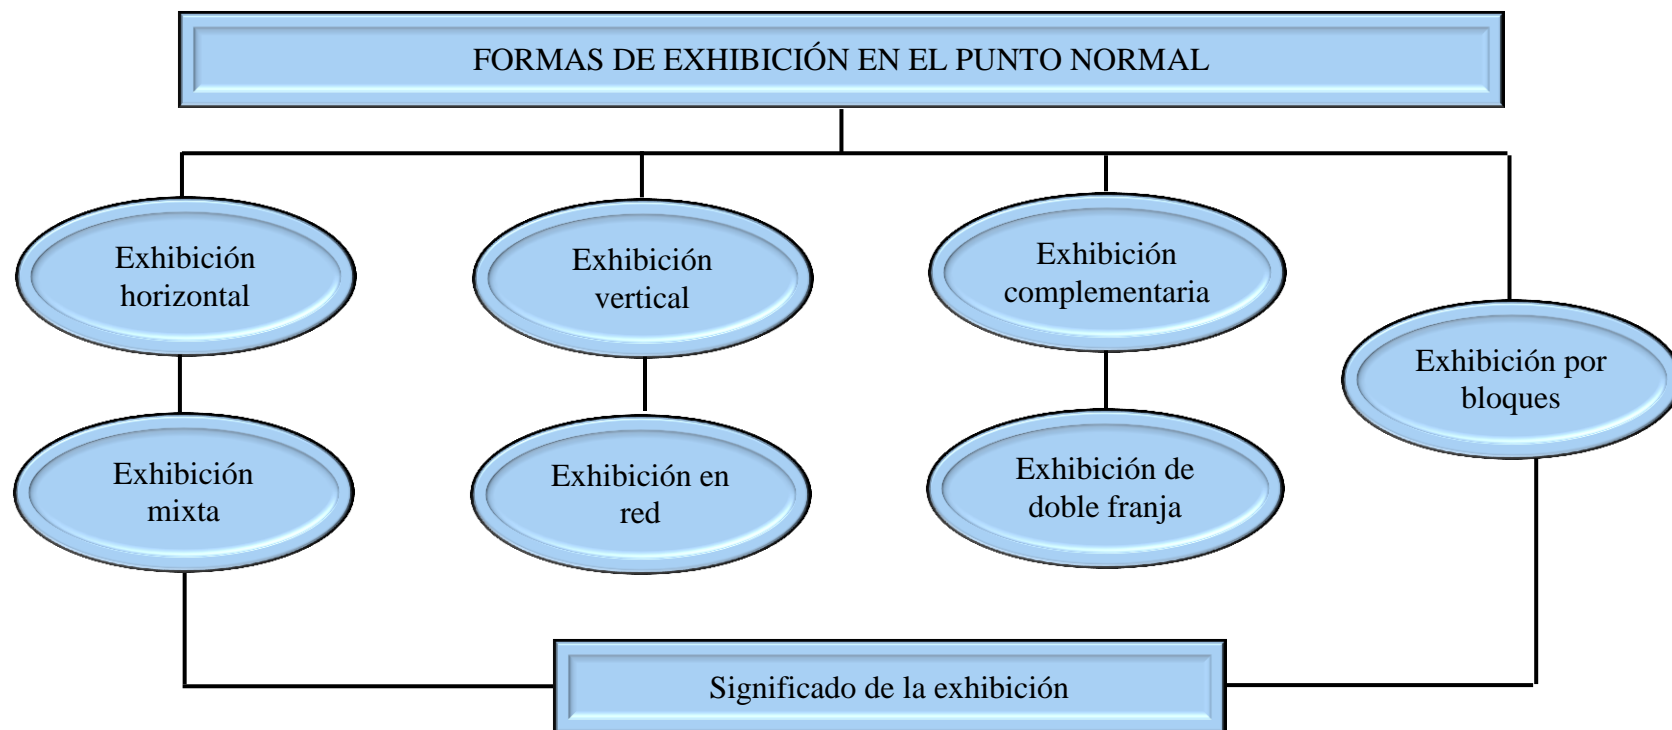 FORMAS DE EXHIBICIÓN EN EL PUNTO NORMAL
Exhibición
horizontal
Exhibición
vertical
Exhibición
complementaria
Exhibición por
bloques
Exhibición
mixta
Exhibición en
red
Exhibición de
doble franja
Significado de la exhibición